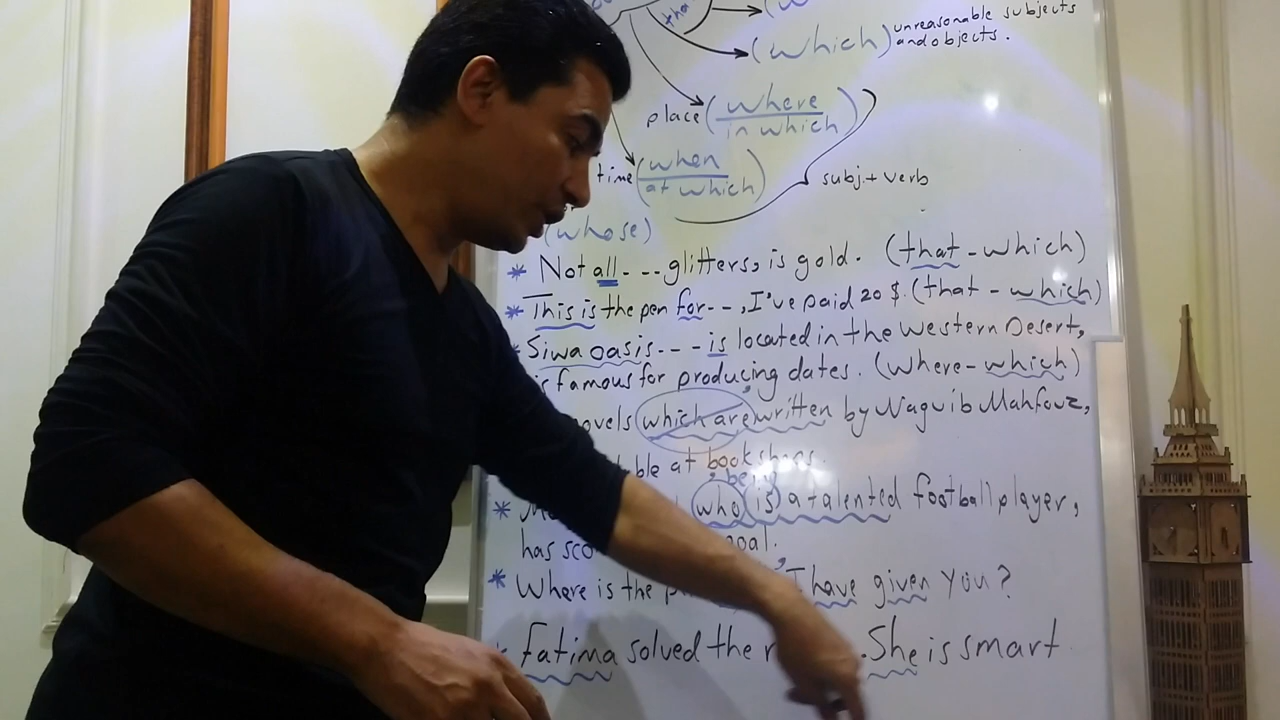 unreasonable subjects
(which) and objects.
place (where
in which)
time (when
at which)
subj. + verb
(whose)
* Not all - - - glitters, is gold. (that - which)
* This is the pen for - - , I've paid 20 $. (that - which)
Siwa oasis - - - is located in the Western Desert,
is famous for producing dates. (where - which)
which are written by Naguib Mahfouz,
at bookshops.
being
* who is a talented football player,
has goal.
* Where is the I have given you?
Fatima solved the . She is smart